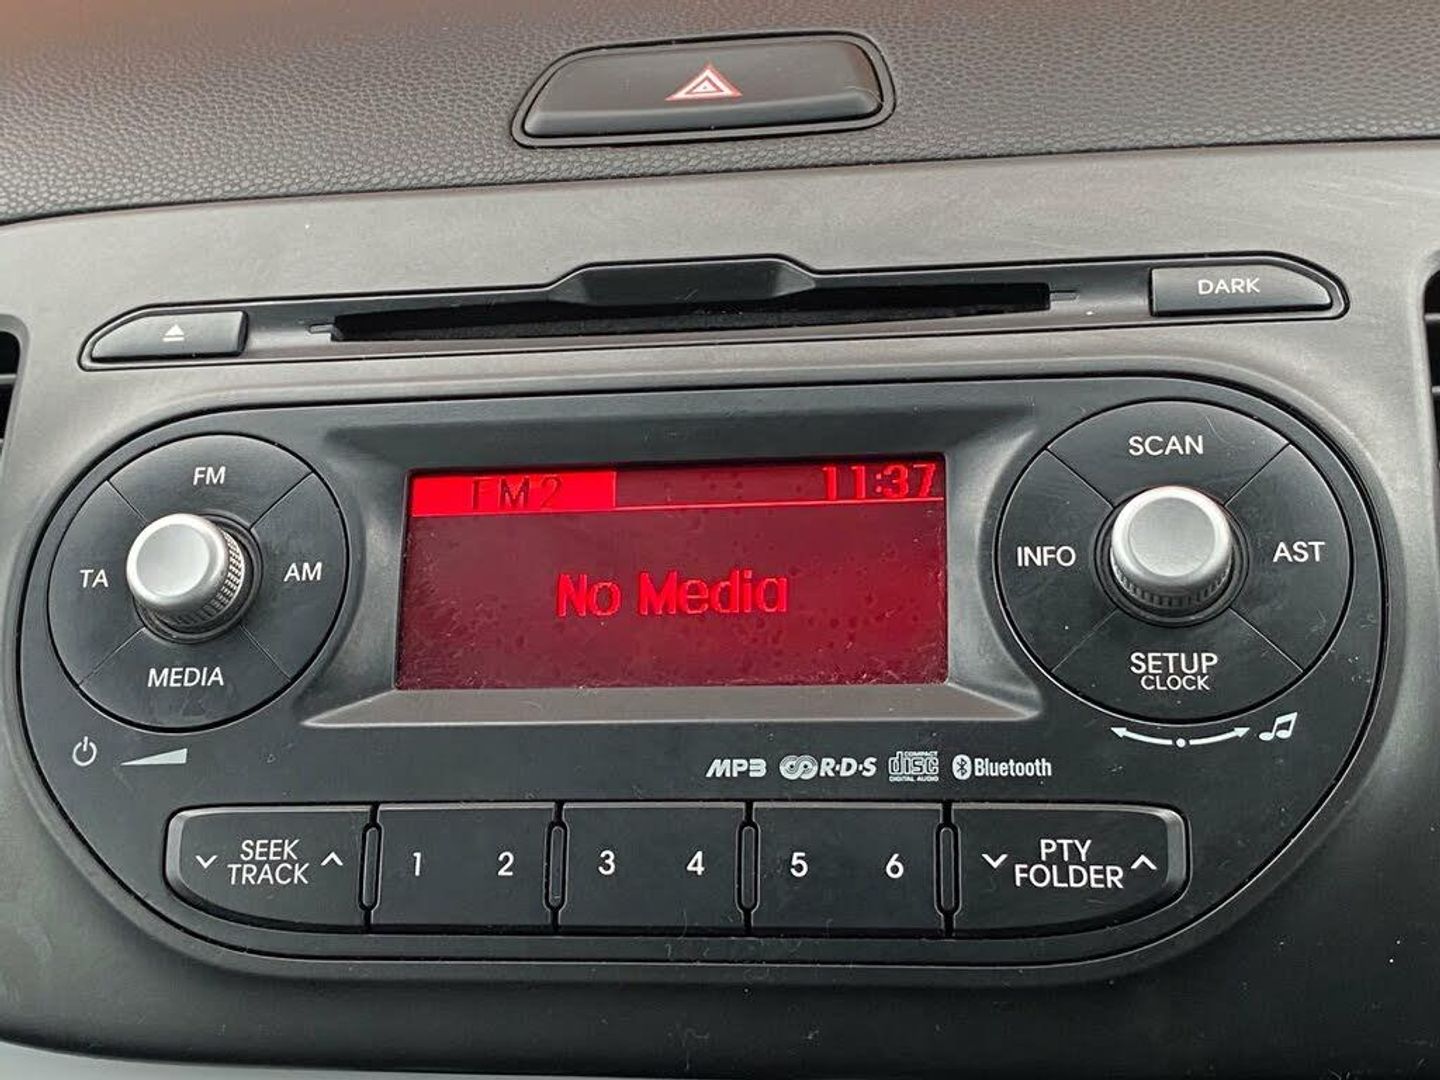 DARK
FM
TA
AM
MEDIA
FM2 11:37
No Media
SCAN
INFO
AST
SETUP
CLOCK
MP3 R·D·S COMPACT disc DIGITAL AUDIO Bluetooth
SEEK
TRACK
1 2 3 4 5 6
PTY
FOLDER